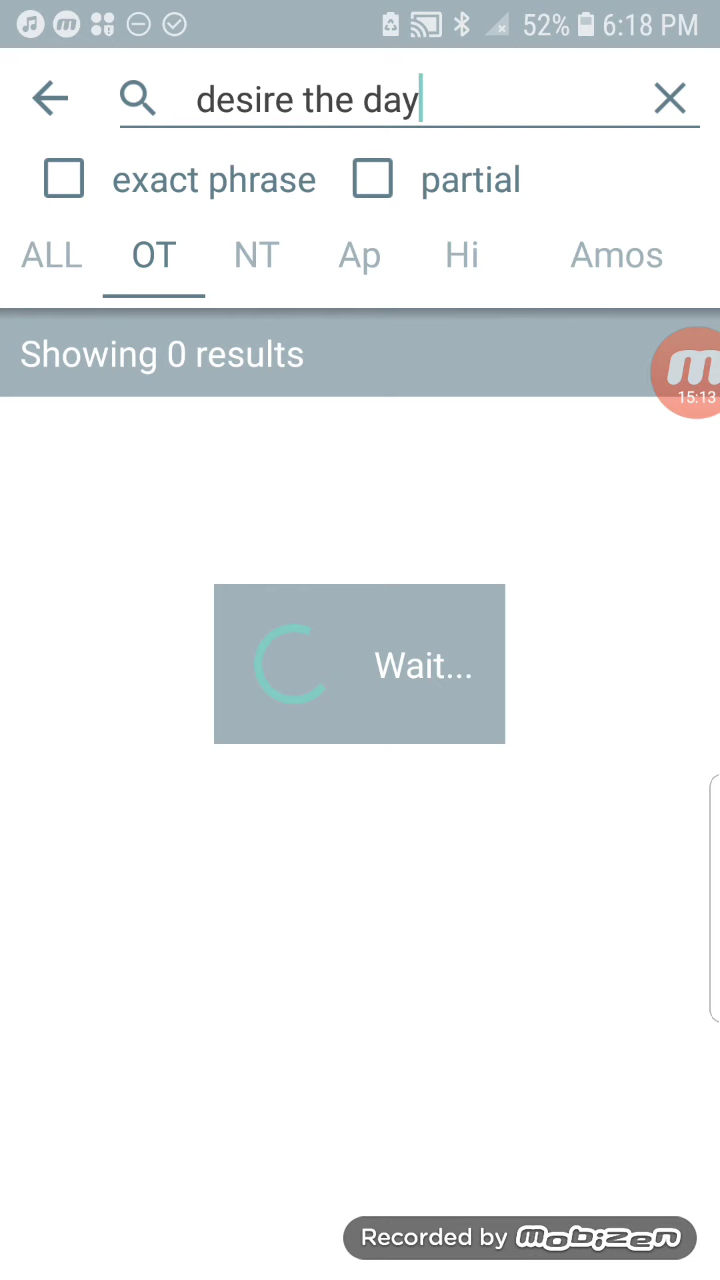 52% 6:18 PM
desire the day
exact phrase partial
ALL OT NT Ap Hi Amos
Showing 0 results
15:13
Wait...
Recorded by mobizen